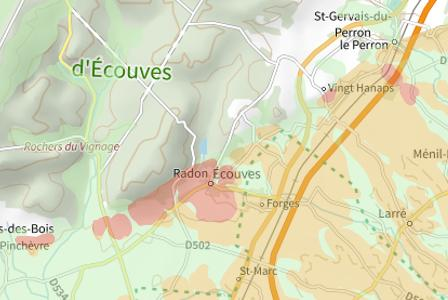 St-Gervais-du-
Perron
le Perron
d'Écouves
Vingt Hanaps
Rochers du Vignage
Ménil-
Radon Écouves
Forges
Larré
s-des-Bois
Pinchèvre
D502
St-Marc
D534